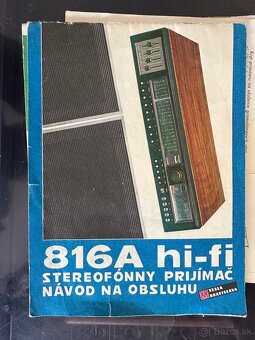 816A hi-fi
STEREOFÓNNY PRIJÍMAČ
NÁVOD NA OBSLUHU
TESLA
BRATISLAVA
bazos.sk